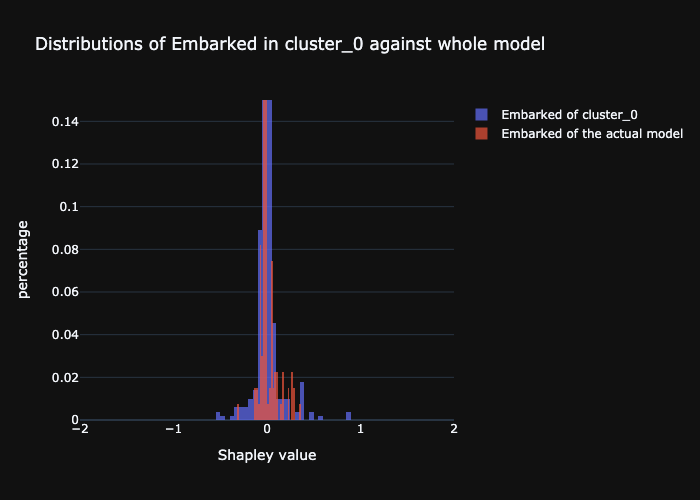 Distributions of Embarked in cluster_0 against whole model
Embarked of cluster_0
Embarked of the actual model
percentage
0.14
0.12
0.1
0.08
0.06
0.04
0.02
0
−2
−1
0
1
2
Shapley value